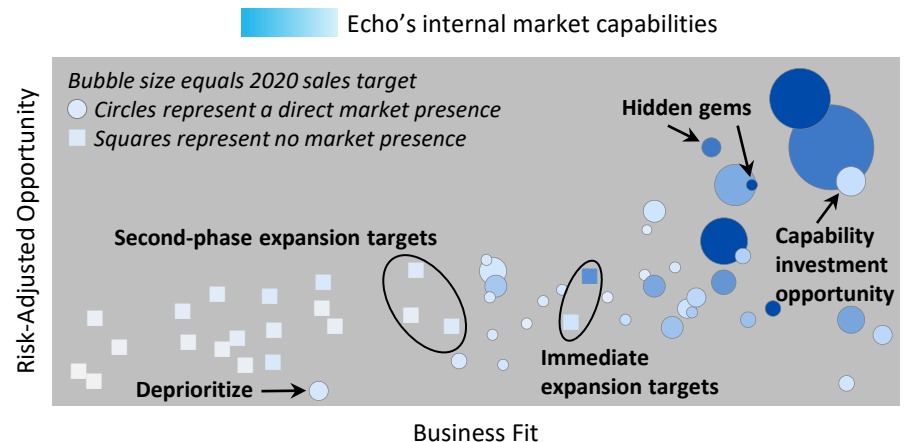 Echo’s internal market capabilities
Bubble size equals 2020 sales target
Circles represent a direct market presence
Squares represent no market presence
Hidden gems
Risk-Adjusted Opportunity
Second-phase expansion targets
Capability
investment
opportunity
Immediate
expansion targets
Deprioritize
Business Fit